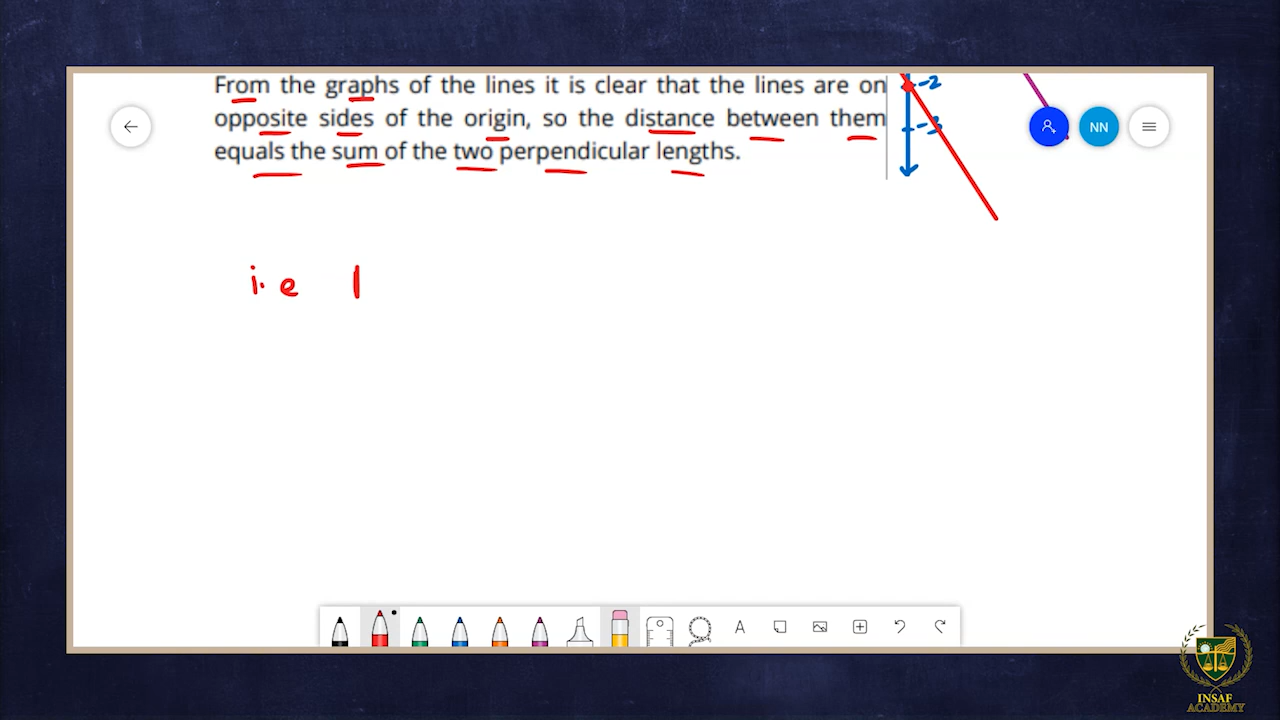 From the graphs of the lines it is clear that the lines are on
opposite sides of the origin, so the distance between them
equals the sum of the two perpendicular lengths.
-2
-3
NN
i.e |
A
INSAF
ACADEMY